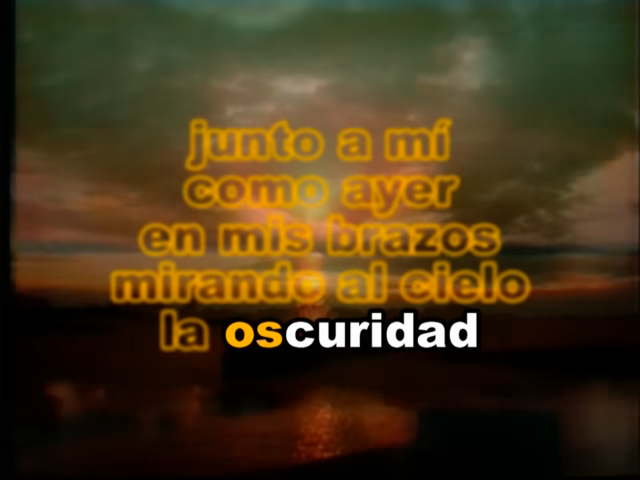 junto a mí
como ayer
en mis brazos
mirando al cielo
la oscuridad